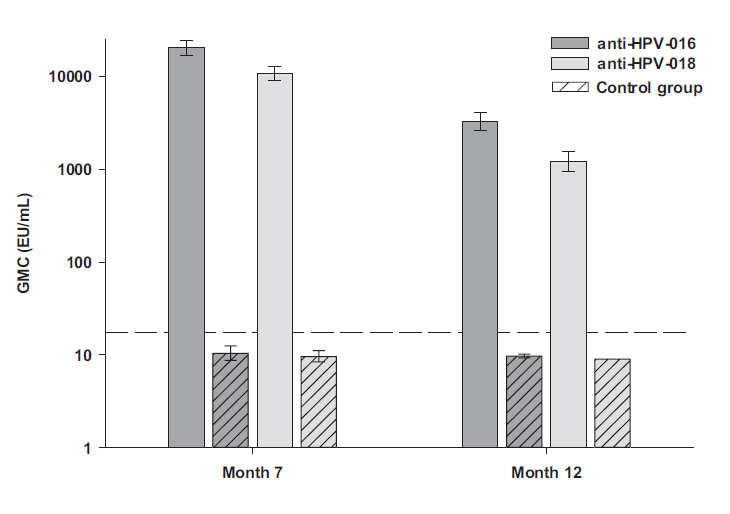 anti-HPV-016
anti-HPV-018
Control group
GMC (EU/mL)
10000
1000
100
10
1
Month 7
Month 12